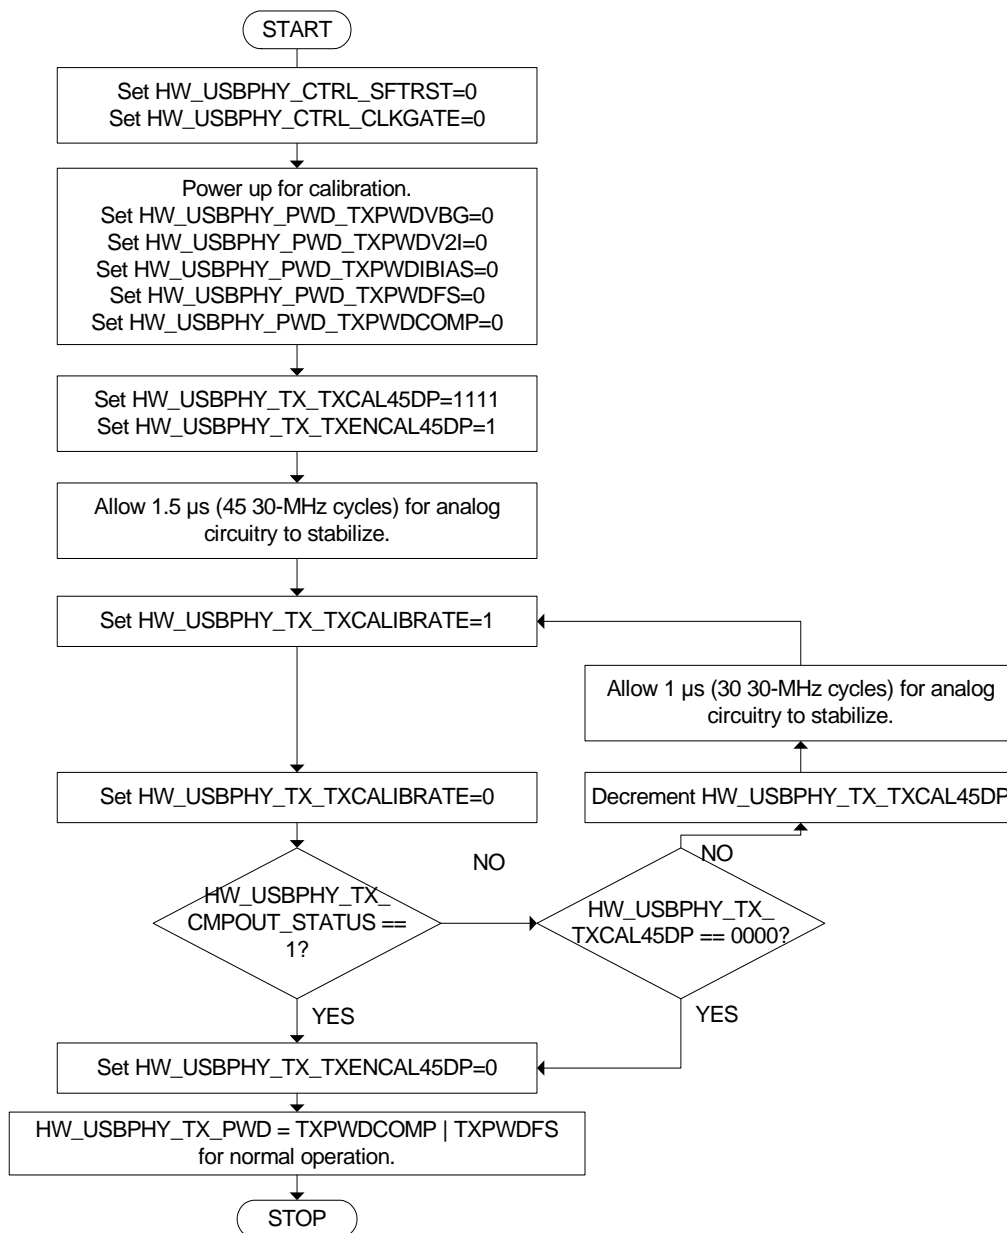 START
Set HW_USBPHY_CTRL_SFTRST=0
Set HW_USBPHY_CTRL_CLKGATE=0
Power up for calibration.
Set HW_USBPHY_PWD_TXPWDVBG=0
Set HW_USBPHY_PWD_TXPWDV2I=0
Set HW_USBPHY_PWD_TXPWDIBIAS=0
Set HW_USBPHY_PWD_TXPWDFS=0
Set HW_USBPHY_PWD_TXPWDCOMP=0
Set HW_USBPHY_TX_TXCAL45DP=1111
Set HW_USBPHY_TX_TXENCAL45DP=1
Allow 1.5 µs (45 30-MHz cycles) for analog
circuitry to stabilize.
Set HW_USBPHY_TX_TXCALIBRATE=1
Allow 1 µs (30 30-MHz cycles) for analog
circuitry to stabilize.
Set HW_USBPHY_TX_TXCALIBRATE=0
Decrement HW_USBPHY_TX_TXCAL45DP
NO
NO
HW_USBPHY_TX_
CMPOUT_STATUS ==
1?
HW_USBPHY_TX_
TXCAL45DP == 0000?
YES
YES
Set HW_USBPHY_TX_TXENCAL45DP=0
HW_USBPHY_TX_PWD = TXPWDCOMP | TXPWDFS
for normal operation.
STOP